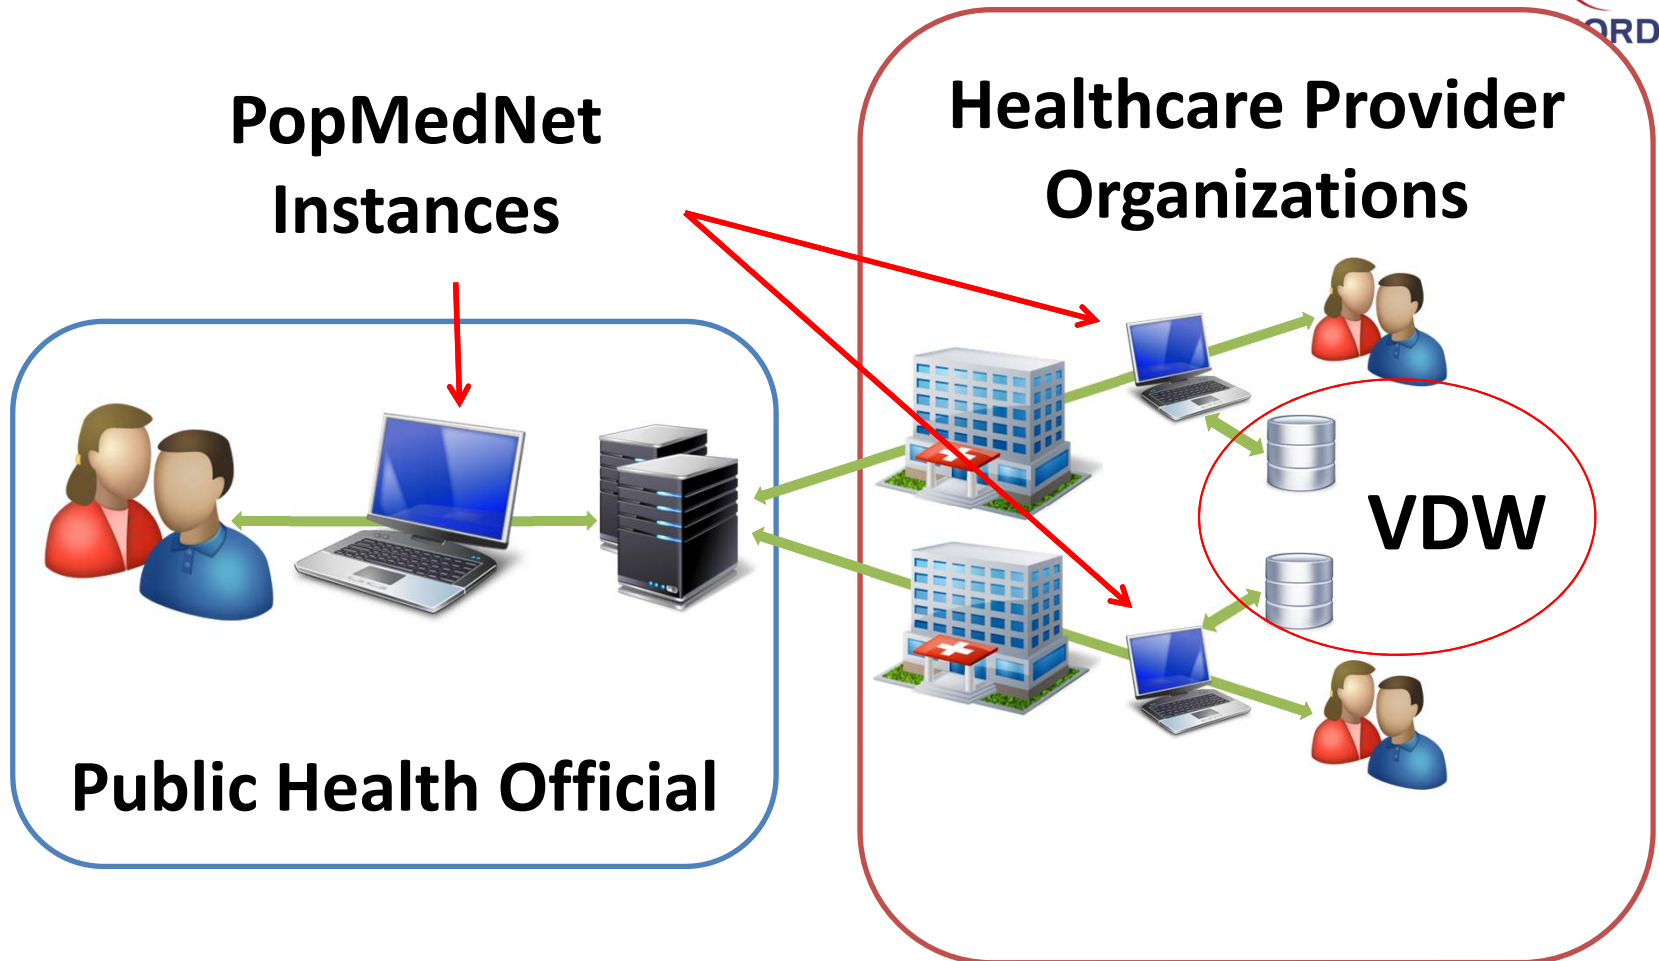 PopMedNet
Instances
Healthcare Provider
Organizations
VDW
Public Health Official